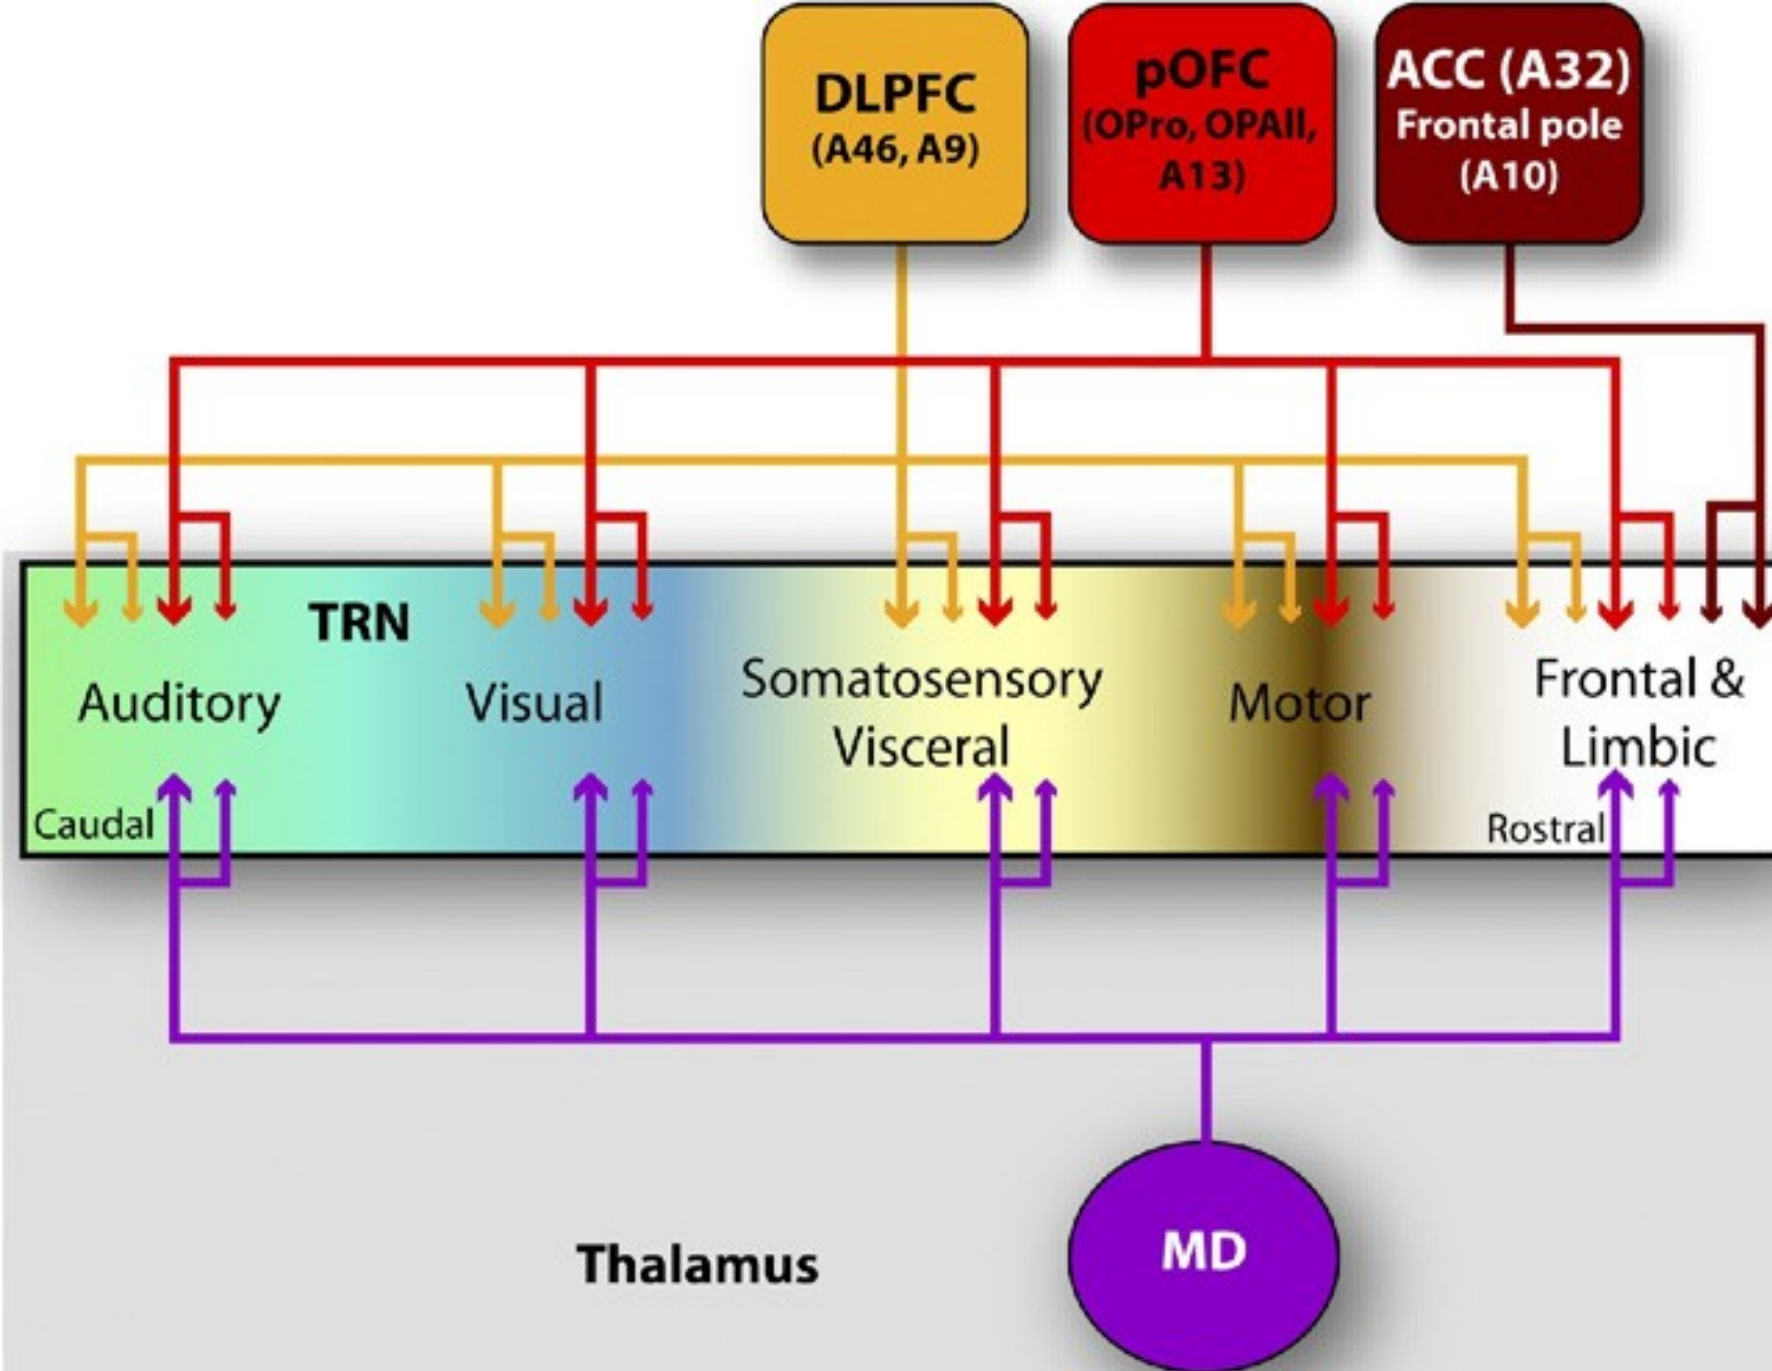 DLPFC
(A46, A9)
pOFC
(OPro, OPAll,
A13)
ACC (A32)
Frontal pole
(A10)
TRN
Auditory
Visual
Somatosensory
Visceral
Motor
Frontal &
Limbic
Caudal
Rostral
Thalamus
MD